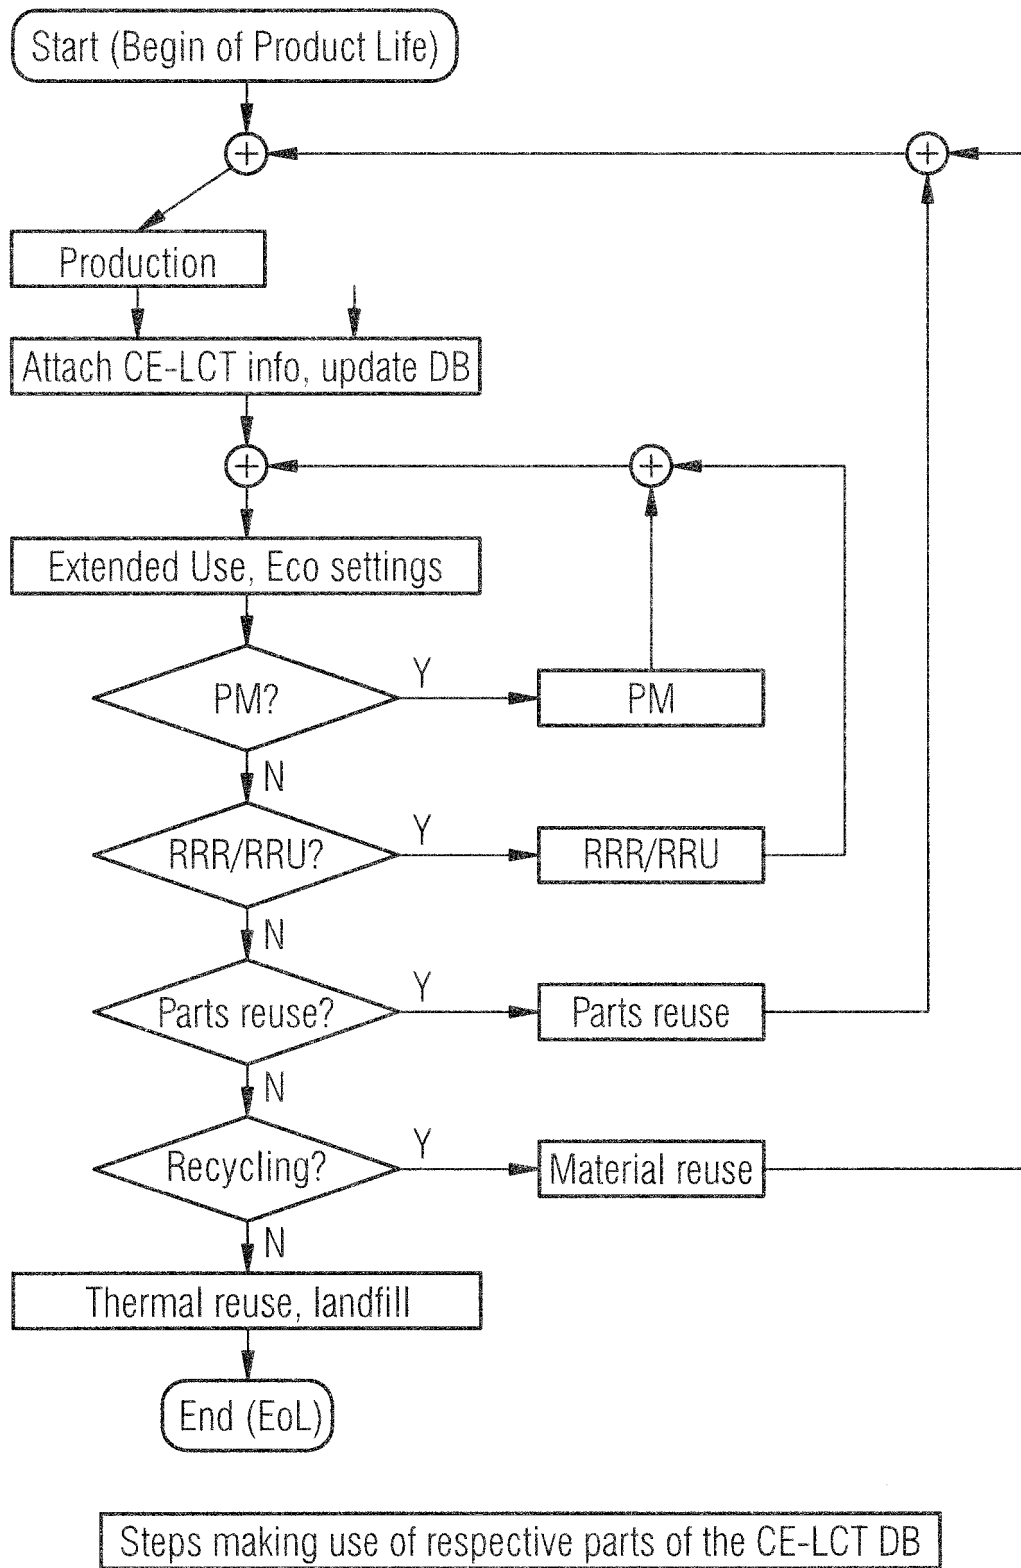 Start (Begin of Product Life)
+
+
Production
Attach CE-LCT info, update DB
+
+
Extended Use, Eco settings
PM?
Y
PM
N
RRR/RRU?
Y
RRR/RRU
N
Parts reuse?
Y
Parts reuse
N
Recycling?
Y
Material reuse
N
Thermal reuse, landfill
End (EoL)
Steps making use of respective parts of the CE-LCT DB